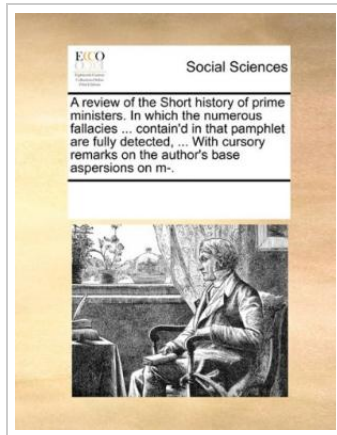 ECCO
Social Sciences
A review of the Short history of prime
ministers. In which the numerous
fallacies ... contain'd in that pamphlet
are fully detected, ... With cursory
remarks on the author's base
aspersions on m-.